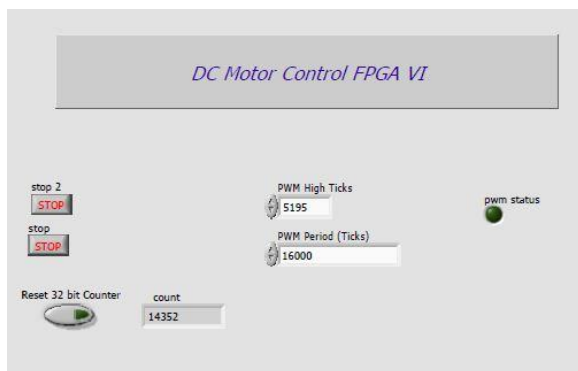 DC Motor Control FPGA VI
stop 2
STOP
stop
STOP
PWM High Ticks
5195
PWM Period (Ticks)
16000
pwm status
Reset 32 bit Counter
count
14352